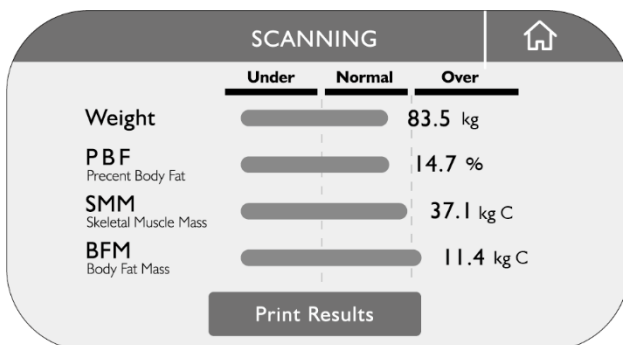 SCANNING
Under Normal Over
Weight 83.5 kg
PBF 14.7 %
Precent Body Fat
SMM 37.1 kg C
Skeletal Muscle Mass
BFM 11.4 kg C
Body Fat Mass
Print Results